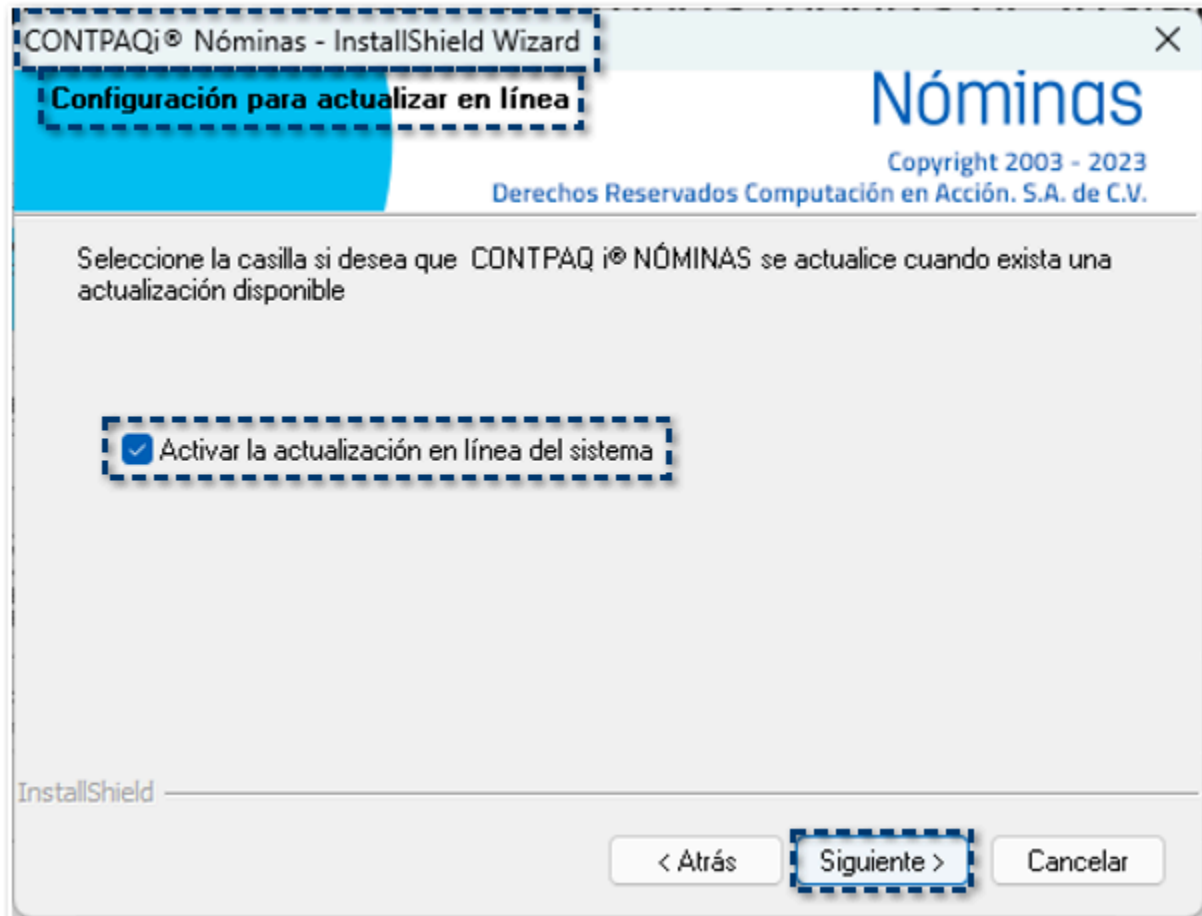 CONTPAQi® Nóminas - InstallShield Wizard
Configuración para actualizar en línea
Nóminas
Copyright 2003 - 2023
Derechos Reservados Computación en Acción. S.A. de C.V.
Seleccione la casilla si desea que CONTPAQ i® NÓMINAS se actualice cuando exista una
actualización disponible
Activar la actualización en línea del sistema
InstallShield
< Atrás
Siguiente >
Cancelar